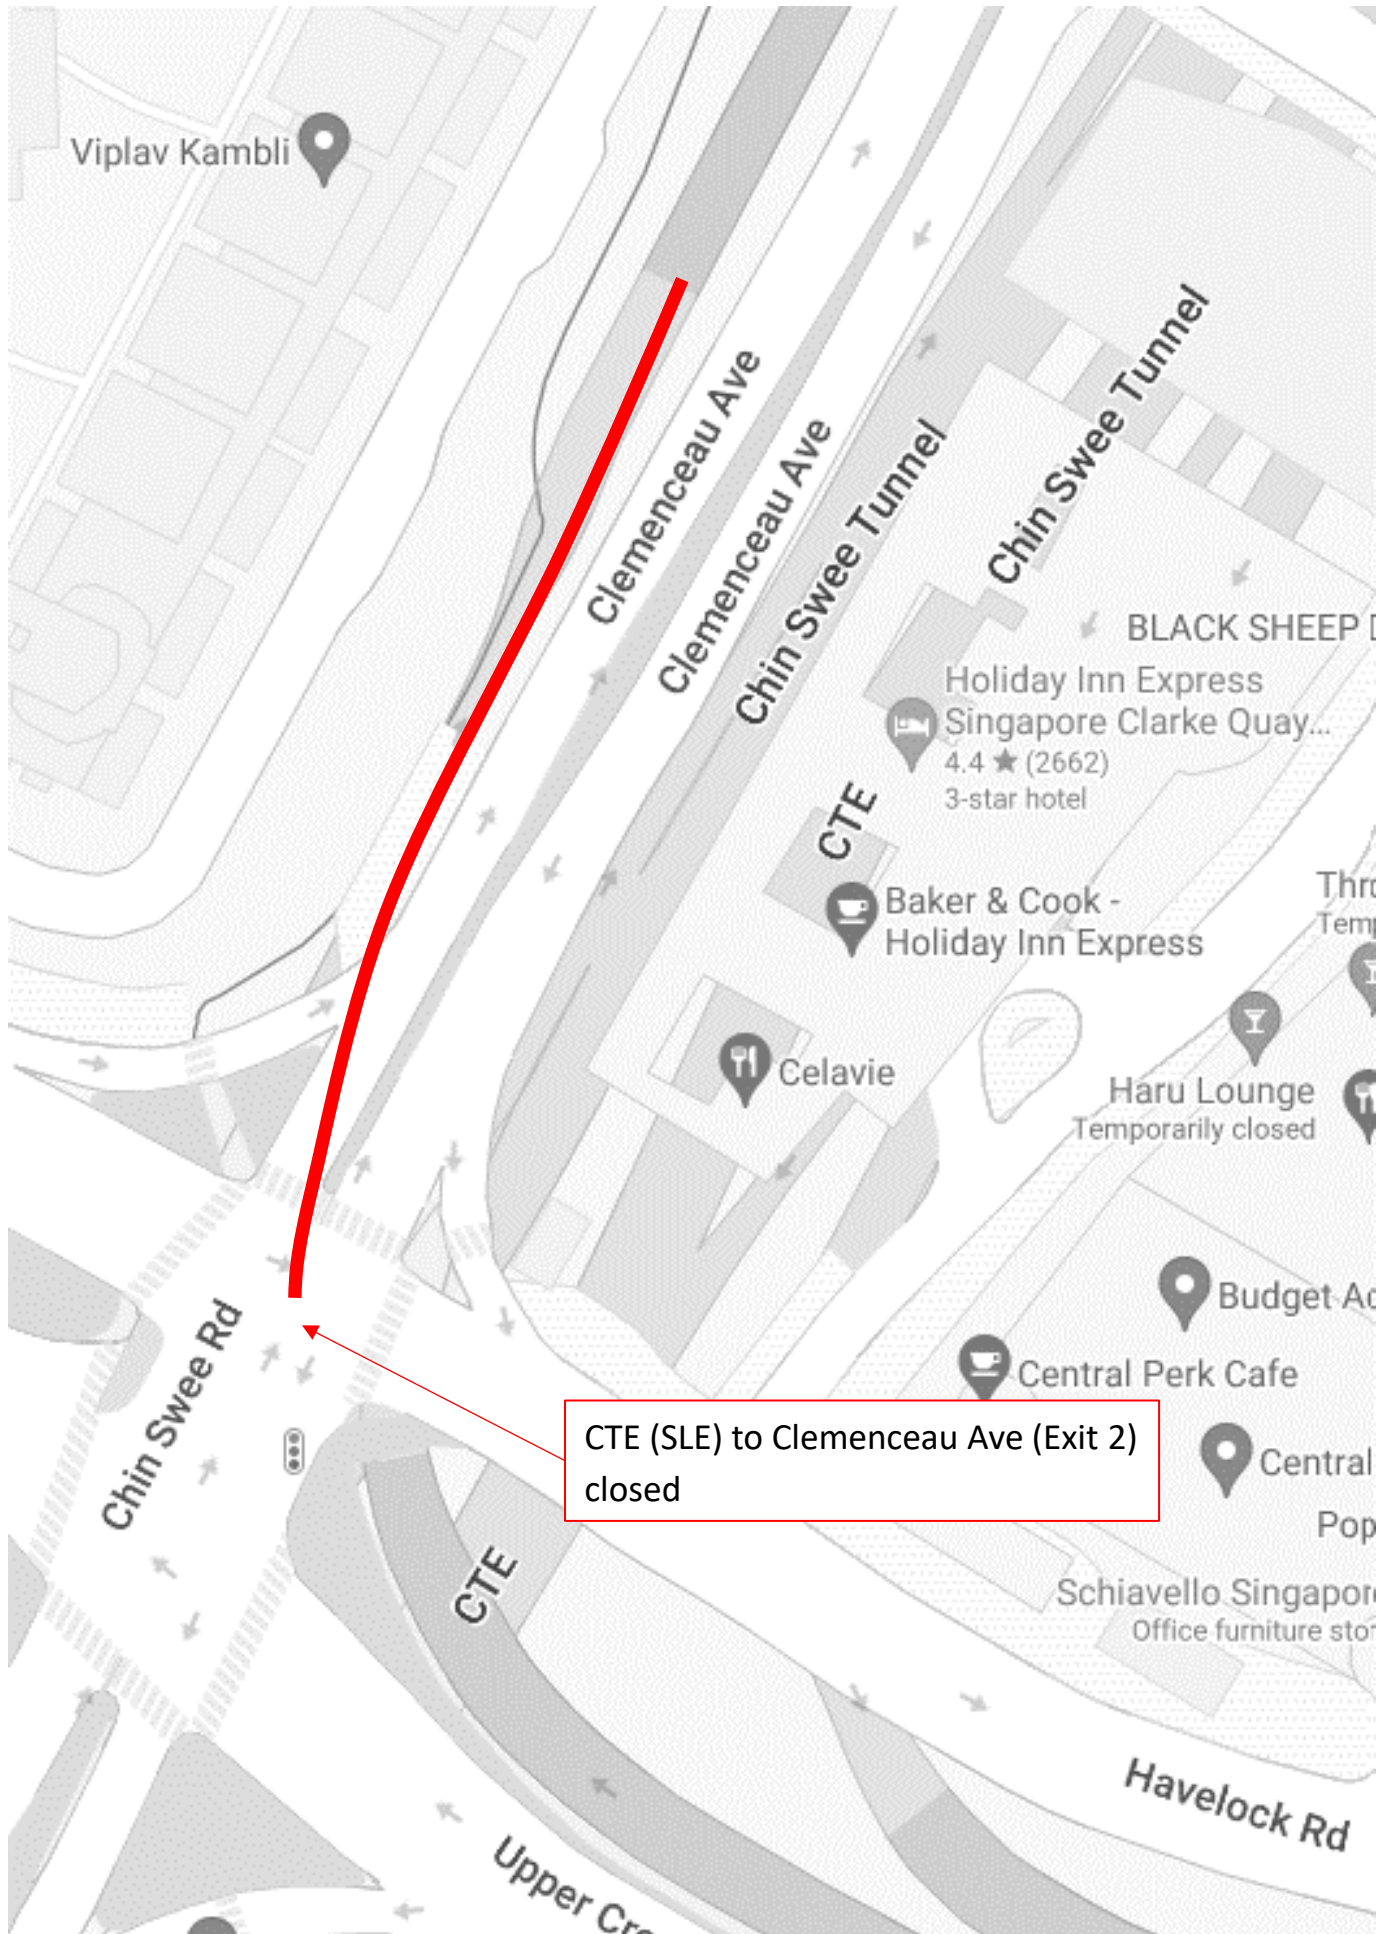 Viplav Kambli
Clemenceau Ave
Clemenceau Ave
Chin Swee Tunnel
Chin Swee Tunnel
BLACK SHEEP
Holiday Inn Express
Singapore Clarke Quay...
4.4 ★ (2662)
3-star hotel
CTE
Baker & Cook -
Holiday Inn Express
Celavie
Haru Lounge
Temporarily closed
Budget
Central Perk Cafe
Chin Swee Rd
CTE (SLE) to Clemenceau Ave (Exit 2)
closed
Central
Pop
CTE
Schiavello
Office furniture
Havelock Rd
Upper